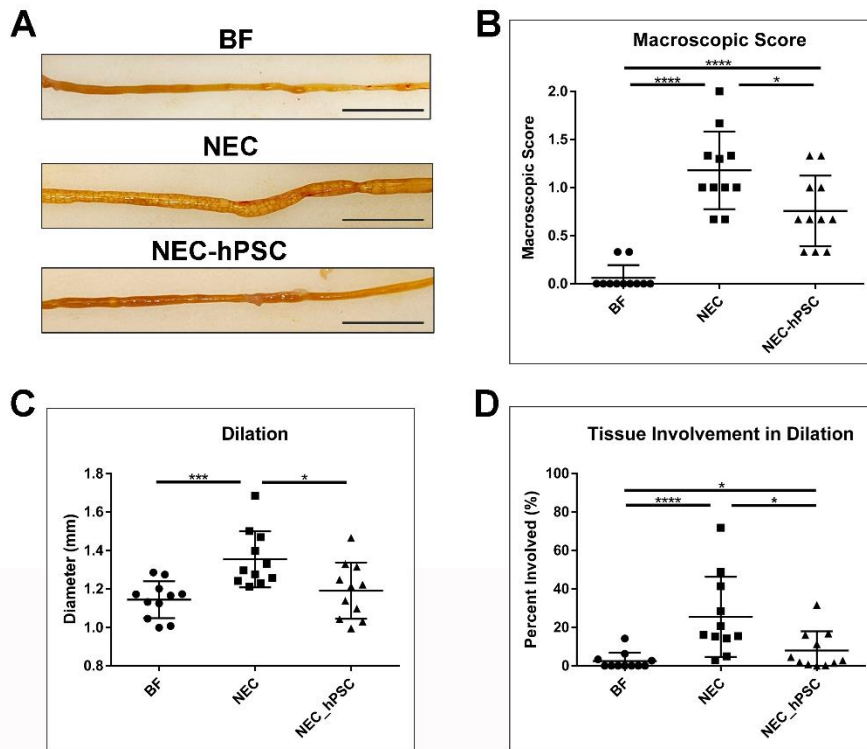 A
BF
NEC
NEC-hPSC
B
Macroscopic Score
****
**** *
Macroscopic Score
2.0
1.5
1.0
0.5
0.0
BF
NEC
NEC-hPSC
C
Dilation
*** *
Diameter (mm)
1.8
1.6
1.4
1.2
1.0
0.8
BF
NEC
NEC_hPSC
D
Tissue Involvement in Dilation
*
**** *
Percent Involved (%)
100
80
60
40
20
0
BF
NEC
NEC_hPSC